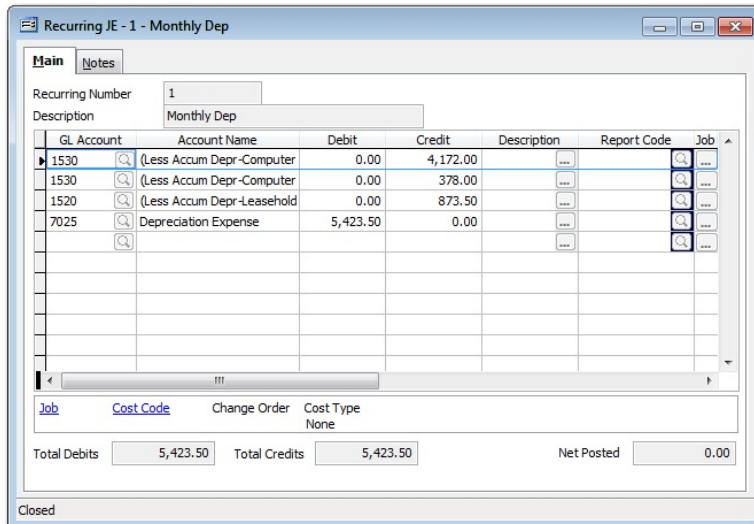 Recurring JE - 1 - Monthly Dep
Main Notes
Recurring Number 1
Description Monthly Dep
GL Account Account Name Debit Credit Description Report Code Job
1530 (Less Accum Depr-Computer 0.00 4,172.00 ... ...
1530 (Less Accum Depr-Computer 0.00 378.00 ... ...
1520 (Less Accum Depr-Leasehold 0.00 873.50 ... ...
7025 Depreciation Expense 5,423.50 0.00 ... ...
... ...
Job Cost Code Change Order Cost Type
None
Total Debits 5,423.50 Total Credits 5,423.50 Net Posted 0.00
Closed